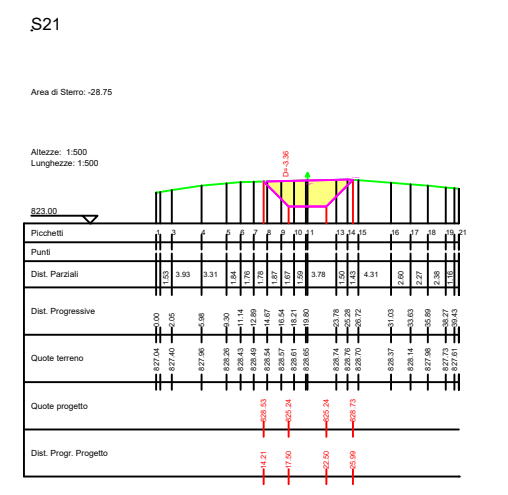 S21
Area di Sterro: -28.75
Altezze: 1:500
Lunghezze: 1:500
D=-3.36
823.00
Picchetti 1 3 4 5 6 7 8 9 10 11 13 14 15 16 17 18 19 21
Punti
Dist. Parziali 1.53 3.93 3.31 1.84 1.76 1.78 1.87 1.67 1.59 3.78 1.50 1.43 4.31 2.60 2.27 2.38 1.16
Dist. Progressive 0.00 2.05 5.98 9.30 11.14 12.89 14.67 16.54 18.21 19.80 23.78 25.28 26.72 31.03 33.63 35.89 38.27 39.43
Quote terreno 827.04 827.40 827.96 828.26 828.43 828.49 828.54 828.57 828.61 828.65 828.74 828.76 828.70 828.37 828.14 827.98 827.73 827.61
Quote progetto 828.53 825.24 825.24 828.73
Dist. Progr. Progetto 14.21 17.50 22.50 25.99